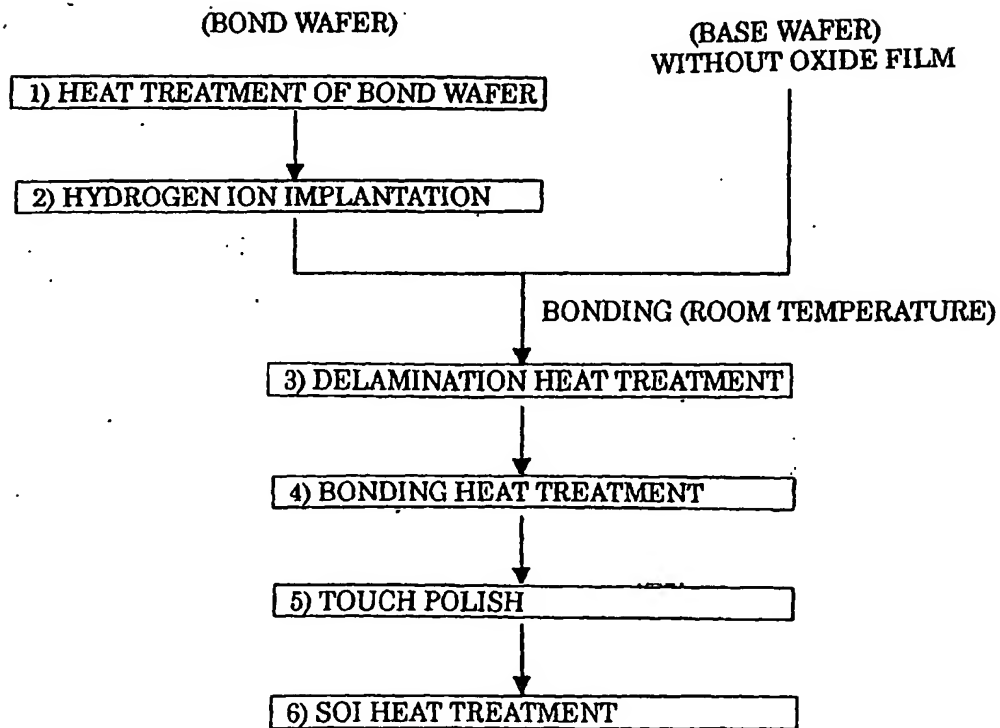 (BOND WAFER)
(BASE WAFER)
WITHOUT OXIDE FILM
1) HEAT TREATMENT OF BOND WAFER
2) HYDROGEN ION IMPLANTATION
BONDING (ROOM TEMPERATURE)
3) DELAMINATION HEAT TREATMENT
4) BONDING HEAT TREATMENT
5) TOUCH POLISH
6) SOI HEAT TREATMENT